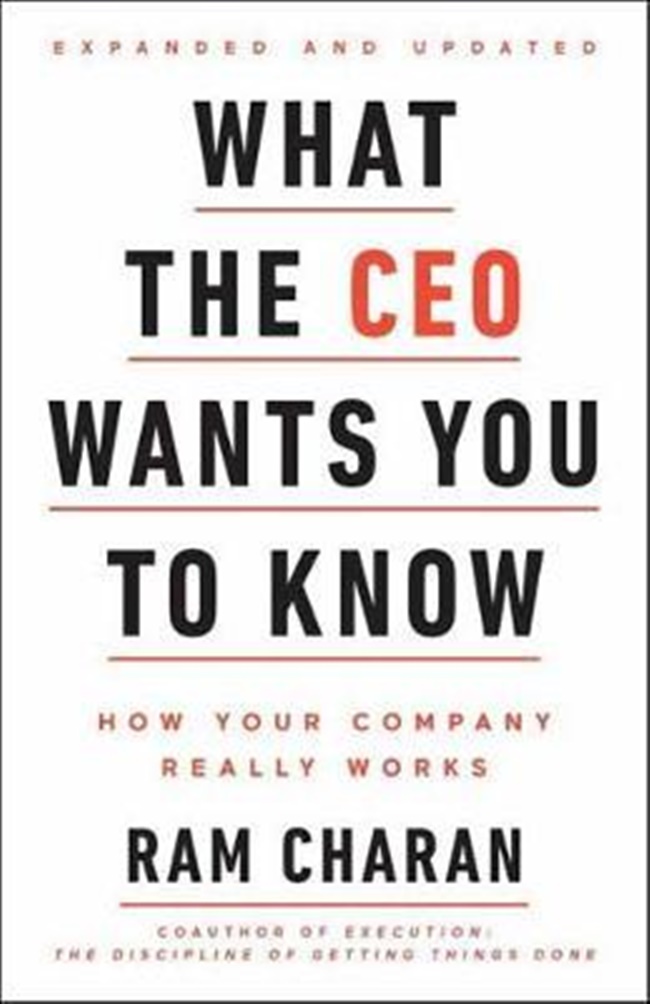 EXPANDED AND UPDATED
WHAT
THE CEO
WANTS YOU
TO KNOW
HOW YOUR COMPANY
REALLY WORKS
RAM CHARAN
COAUTHOR OF EXECUTION:
THE DISCIPLINE OF GETTING THINGS DONE